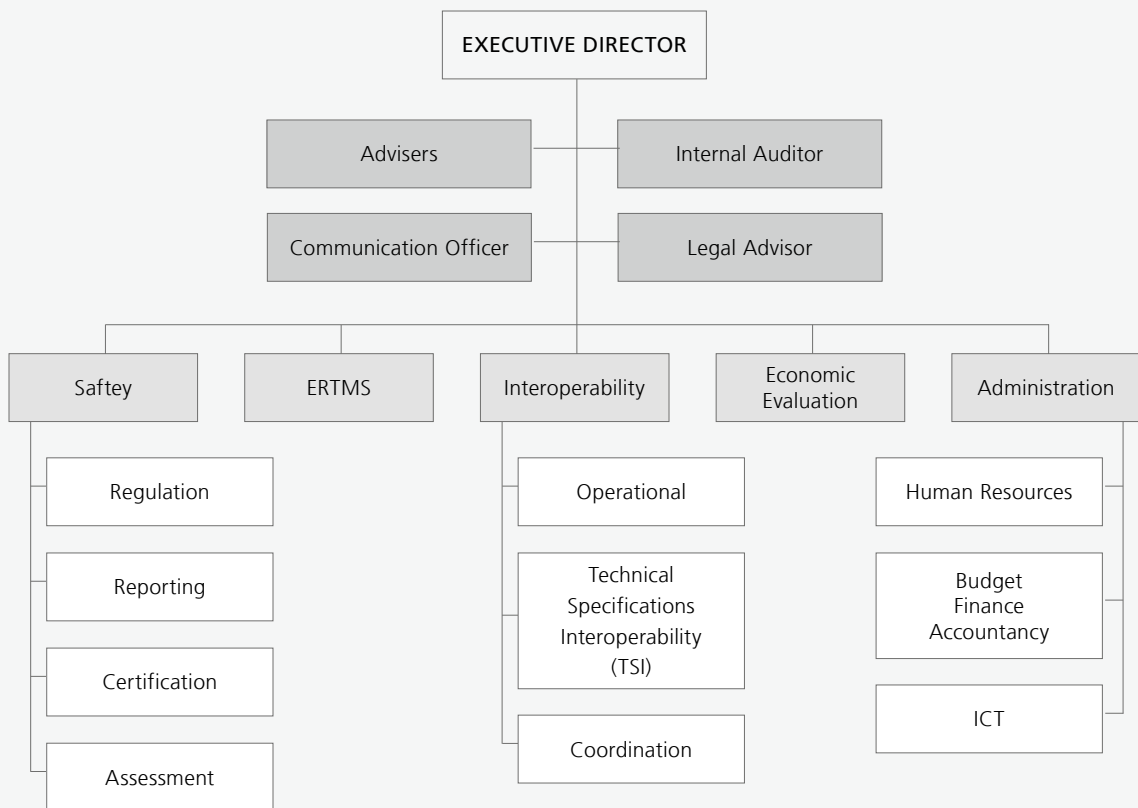 EXECUTIVE DIRECTOR
Advisers
Internal Auditor
Communication Officer
Legal Advisor
Saftey
ERTMS
Interoperability
Economic
Evaluation
Administration
Regulation
Reporting
Certification
Assessment
Operational
Technical
Specifications
Interoperability
(TSI)
Coordination
Human Resources
Budget
Finance
Accountancy
ICT